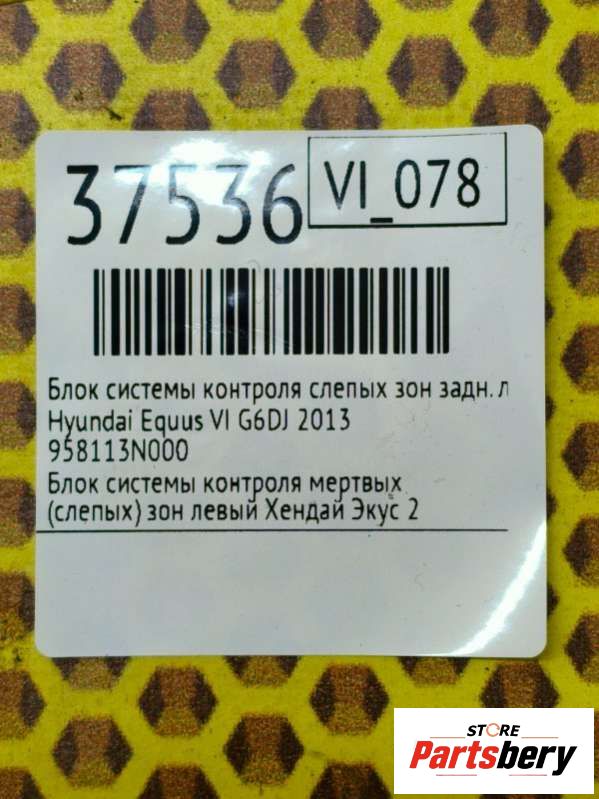 37536
VI_078
Блок системы контроля слепых зон задн. л
Hyundai Equus VI G6DJ 2013
958113N000
Блок системы контроля мертвых
(слепых) зон левый Хендай Экус 2
STORE
Partsbery